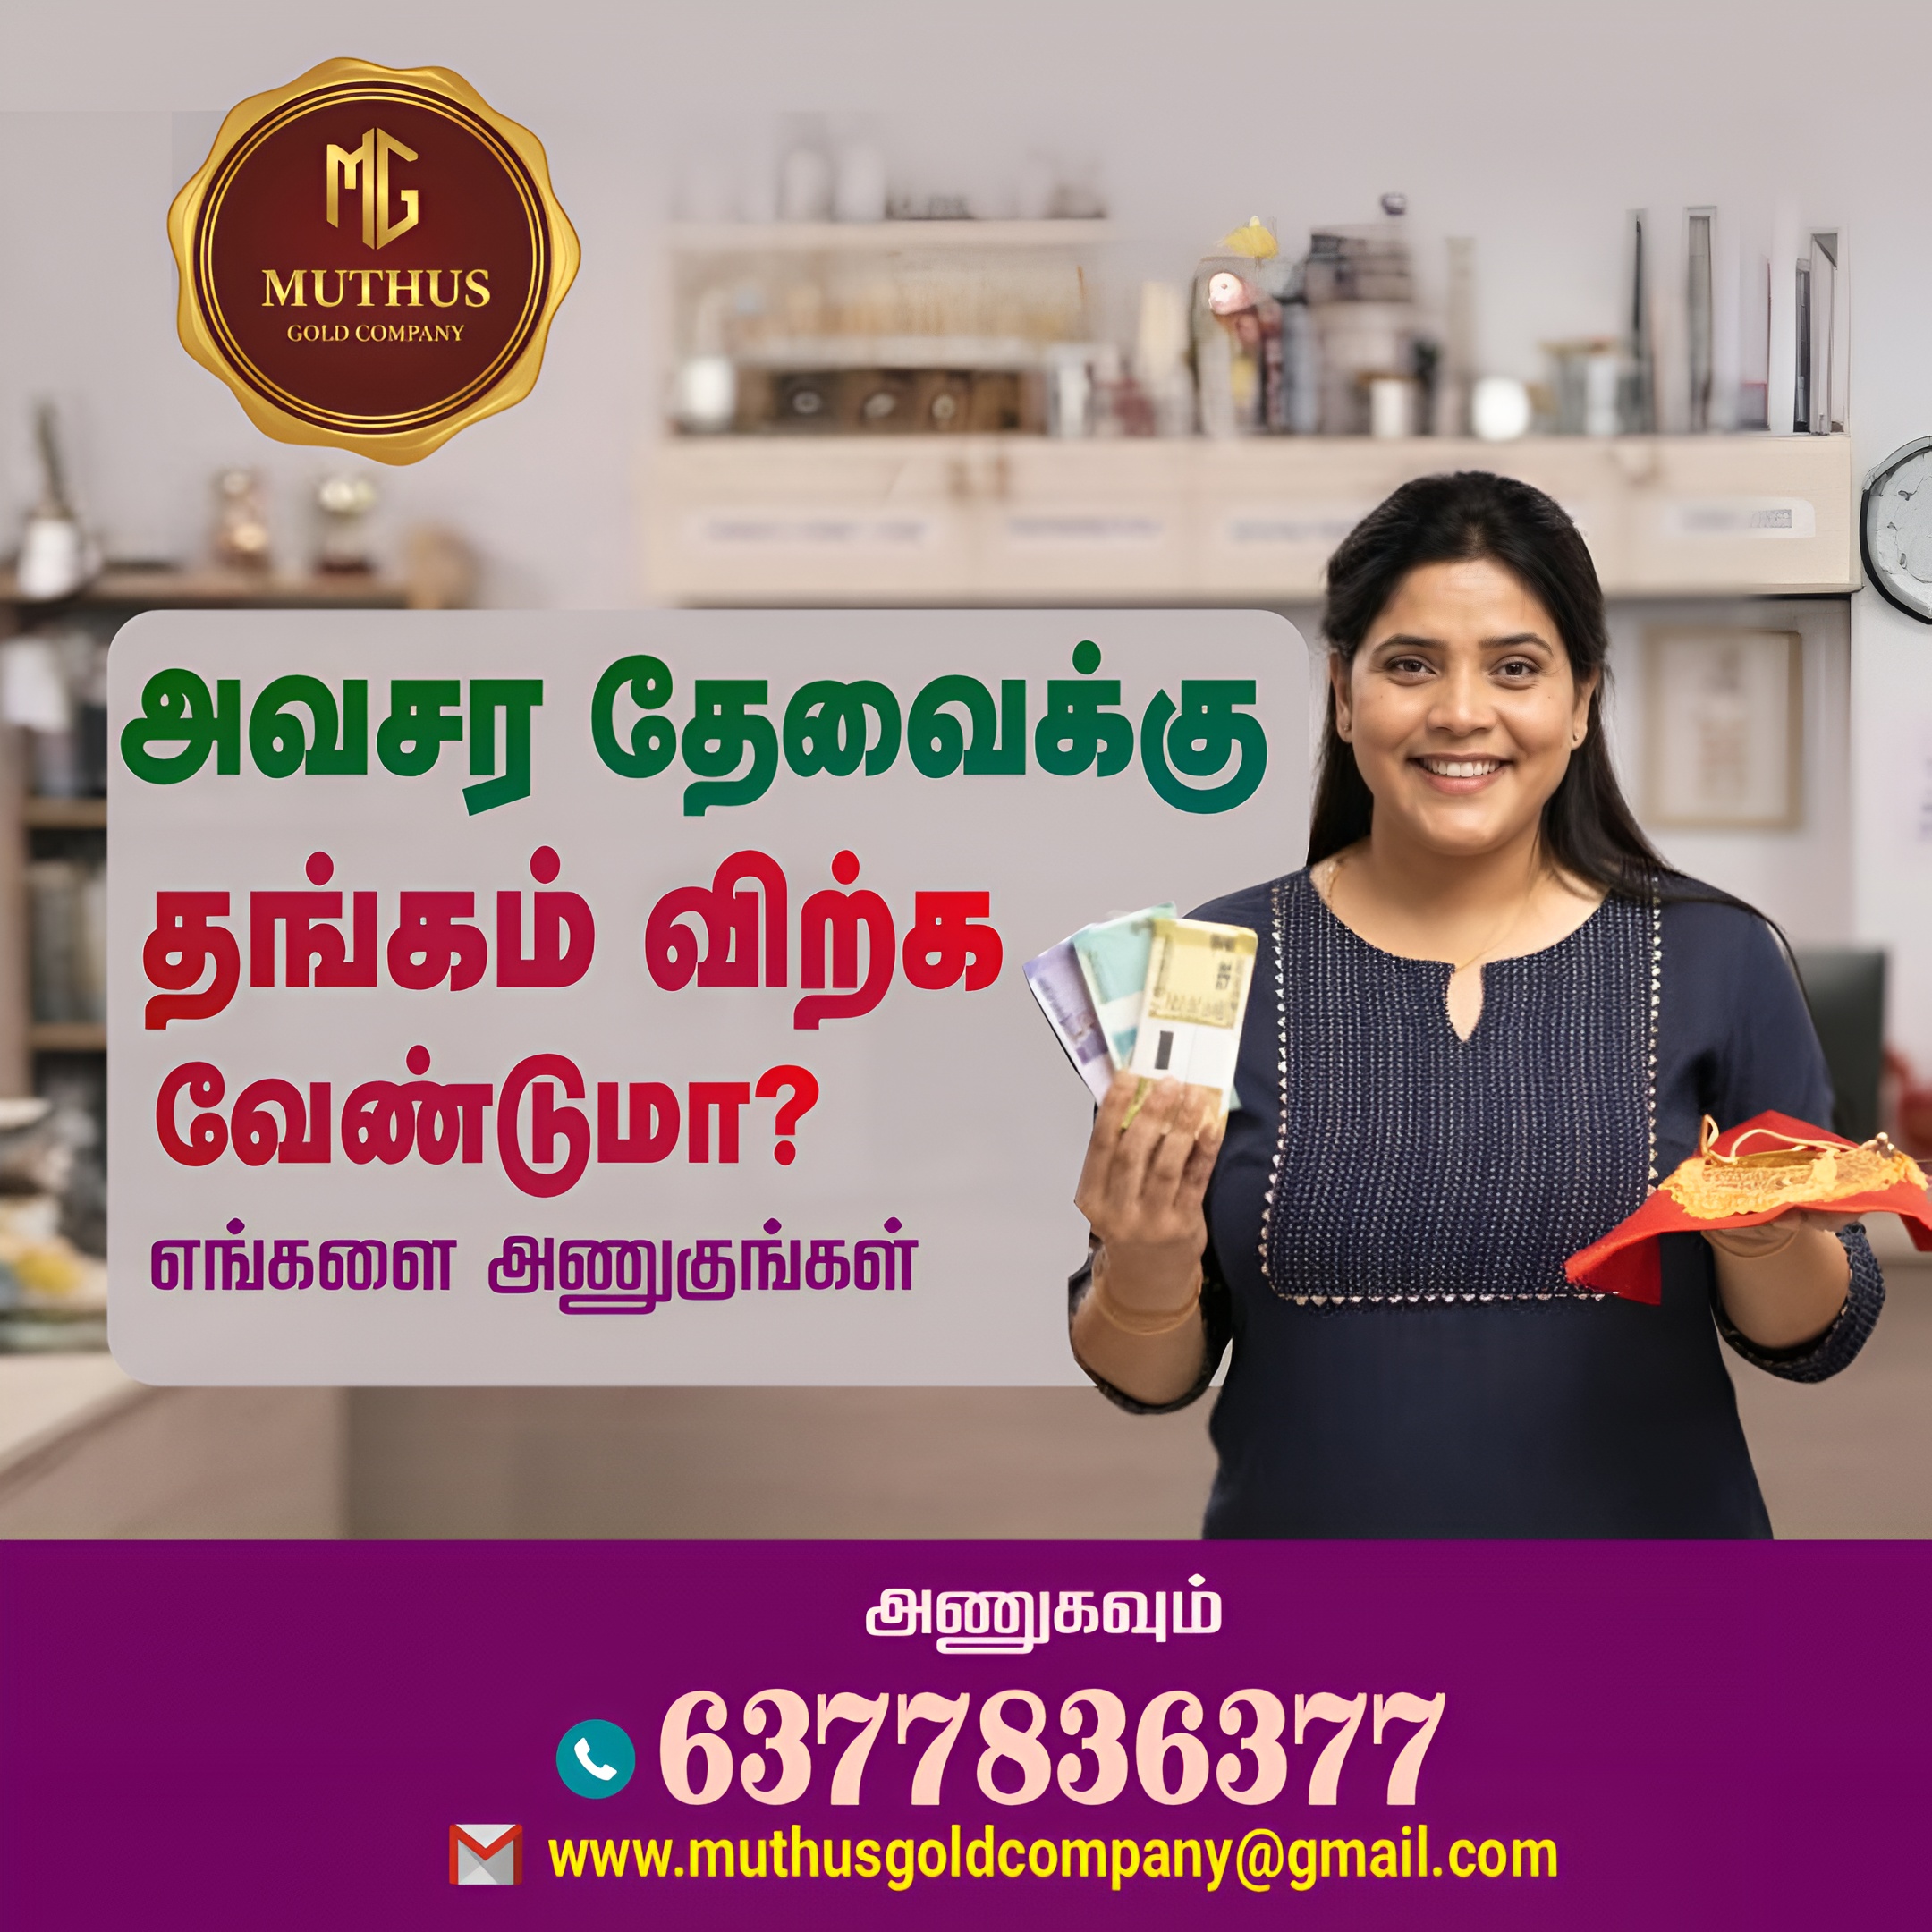 MG
MUTHUS
GOLD COMPANY
அவசர தேவைக்கு
தங்கம் விற்க
வேண்டுமா?
எங்களை அணுகுங்கள்
அணுகவும்
6377836377
www.muthusgoldcompany@gmail.com